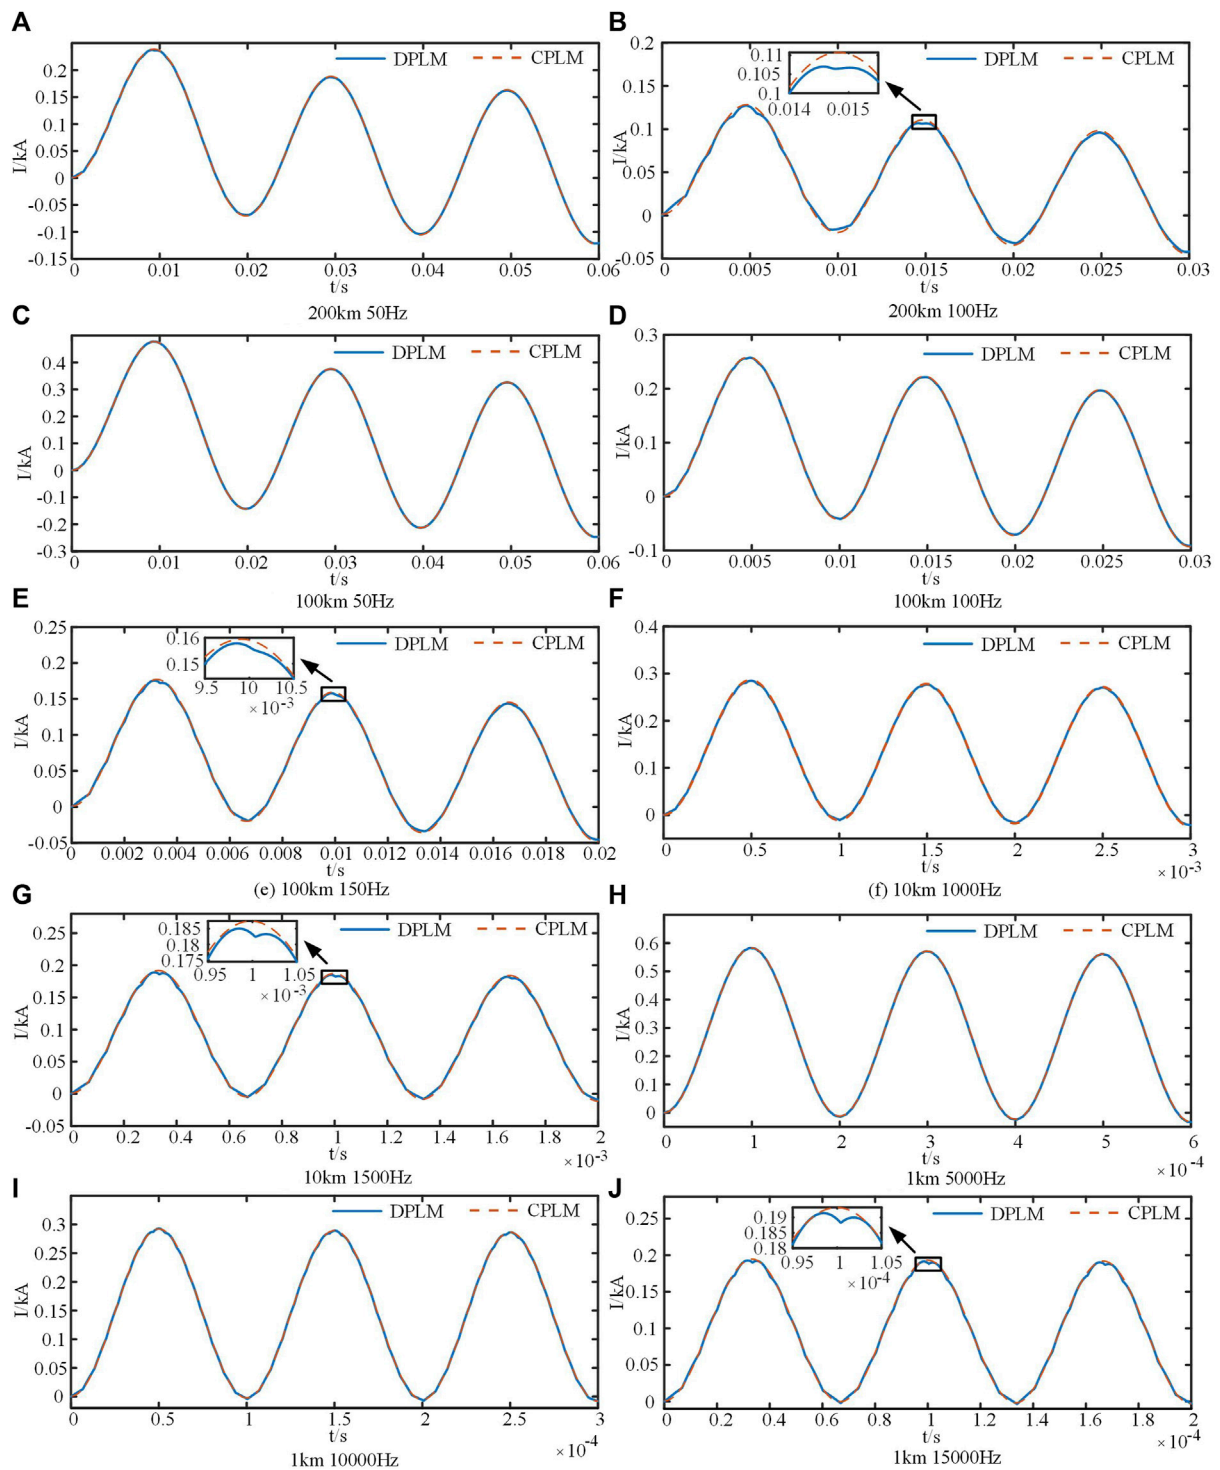 A
DPLM CPLM
0.2
0.15
0.1
0.05
0
-0.05
-0.1
-0.15
I/kA
0 0.01 0.02 0.03 0.04 0.05 0.06
t/s
200km 50Hz
B
DPLM CPLM
0.2
0.15
0.1
0.05
0
-0.05
I/kA
0.11
0.105
0.1
0.014 0.015
0 0.005 0.01 0.015 0.02 0.025 0.03
t/s
200km 100Hz
C
DPLM CPLM
0.4
0.3
0.2
0.1
0
-0.1
-0.2
-0.3
I/kA
0 0.01 0.02 0.03 0.04 0.05 0.06
t/s
100km 50Hz
D
DPLM CPLM
0.3
0.2
0.1
0
-0.1
I/kA
0 0.005 0.01 0.015 0.02 0.025 0.03
t/s
100km 100Hz
E
DPLM CPLM
0.25
0.2
0.15
0.1
0.05
0
-0.05
I/kA
0.16
0.15
9.5 10 10.5
×10⁻³
0 0.002 0.004 0.006 0.008 0.01 0.012 0.014 0.016 0.018 0.02
t/s
(e) 100km 150Hz
F
DPLM CPLM
0.4
0.3
0.2
0.1
0
I/kA
0 0.5 1 1.5 2 2.5 3
t/s
×10⁻³
(f) 10km 1000Hz
G
DPLM CPLM
0.25
0.2
0.15
0.1
0.05
0
-0.05
I/kA
0.185
0.18
0.175
0.95 1 1.05
×10⁻³
0 0.2 0.4 0.6 0.8 1 1.2 1.4 1.6 1.8 2
t/s
×10⁻³
10km 1500Hz
H
DPLM CPLM
0.6
0.5
0.4
0.3
0.2
0.1
0
I/kA
0 1 2 3 4 5 6
t/s
×10⁻⁴
1km 5000Hz
I
DPLM CPLM
0.3
0.25
0.2
0.15
0.1
0.05
0
I/kA
0 0.5 1 1.5 2 2.5 3
t/s
×10⁻⁴
1km 10000Hz
J
DPLM CPLM
0.25
0.2
0.15
0.1
0.05
0
I/kA
0.19
0.185
0.18
0.95 1 1.05
×10⁻⁴
0 0.2 0.4 0.6 0.8 1 1.2 1.4 1.6 1.8 2
t/s
×10⁻⁴
1km 15000Hz